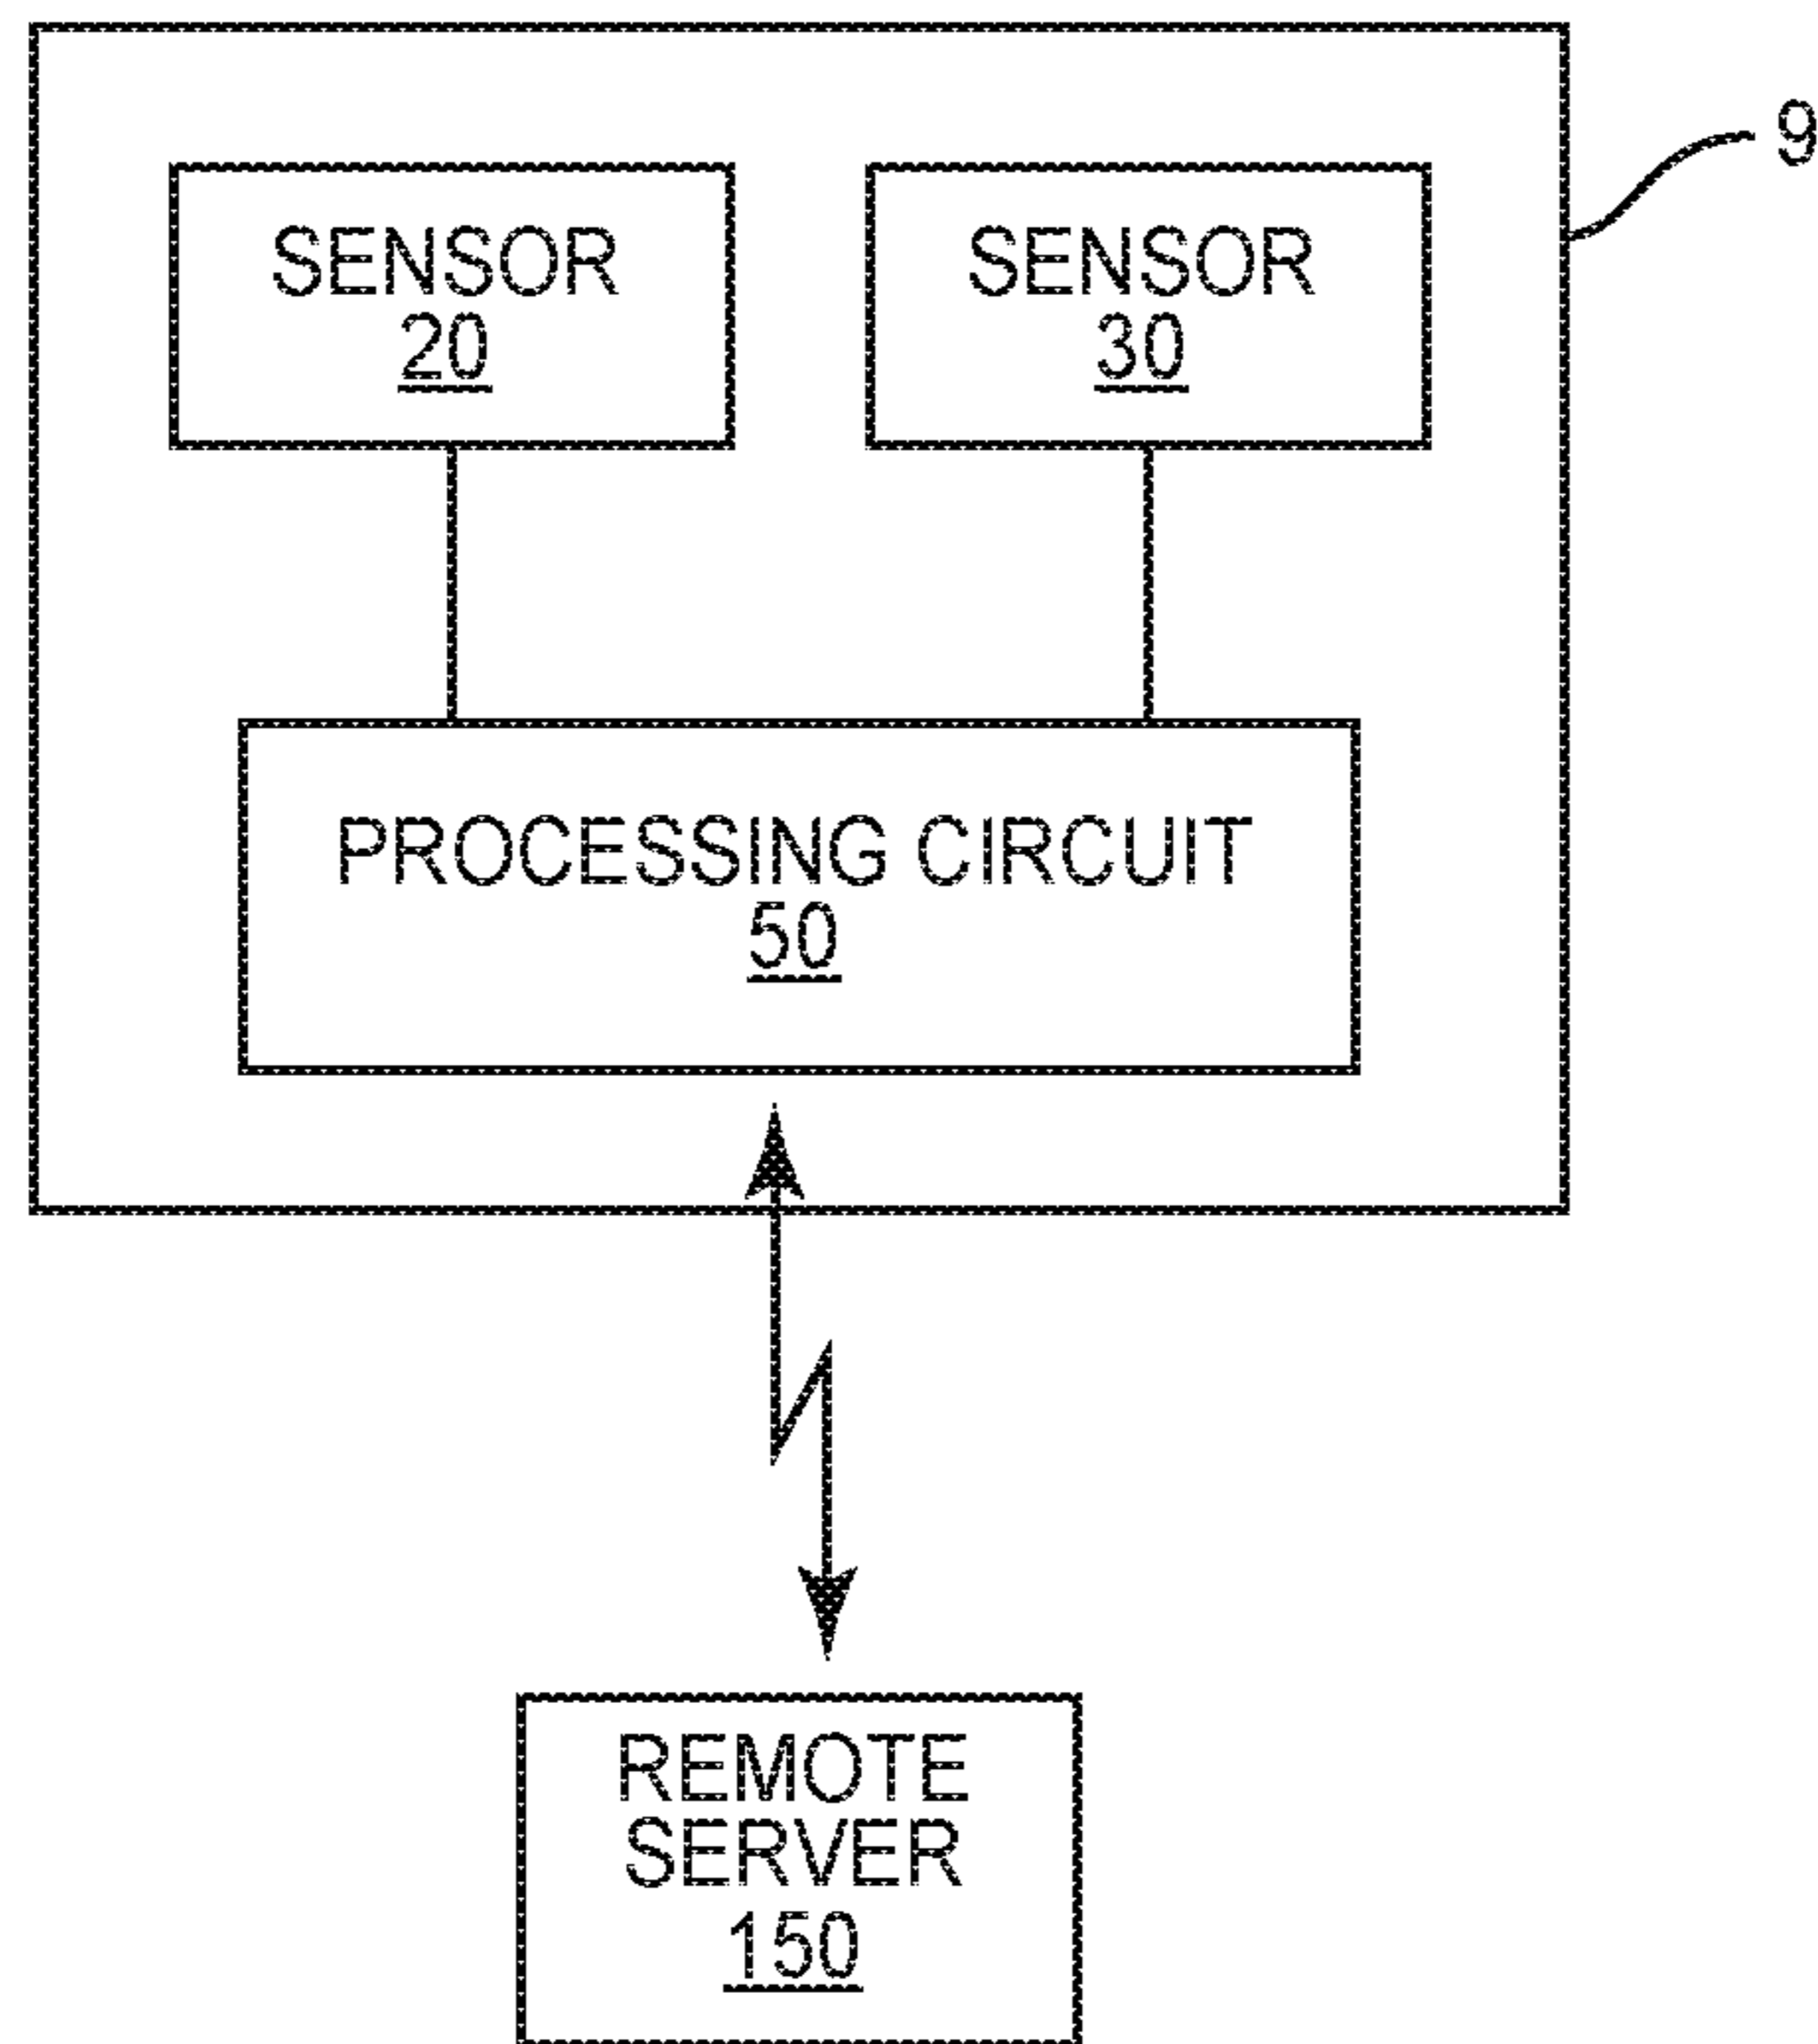 9
SENSOR
20
SENSOR
30
PROCESSING CIRCUIT
50
REMOTE
SERVER
150